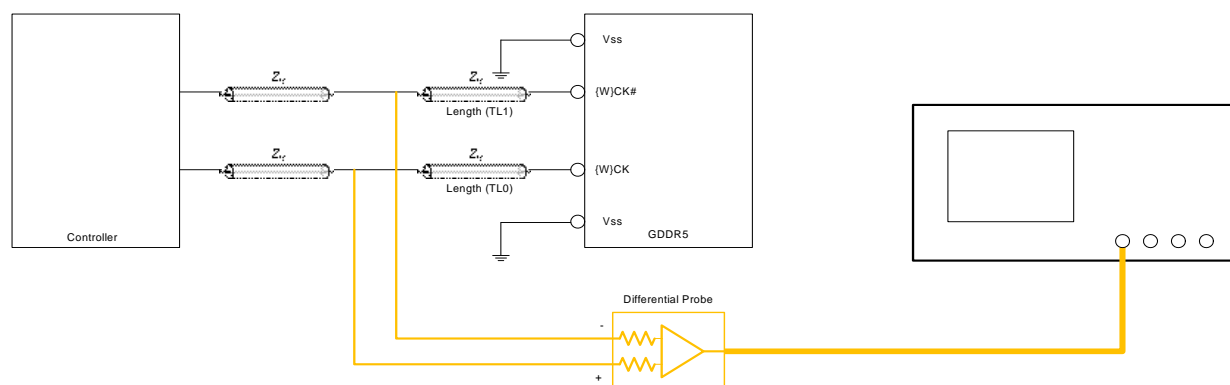 Vss
{W}CK#
Length (TL1)
{W}CK
Length (TL0)
Vss
Controller
GDDR5
Differential Probe
-
+